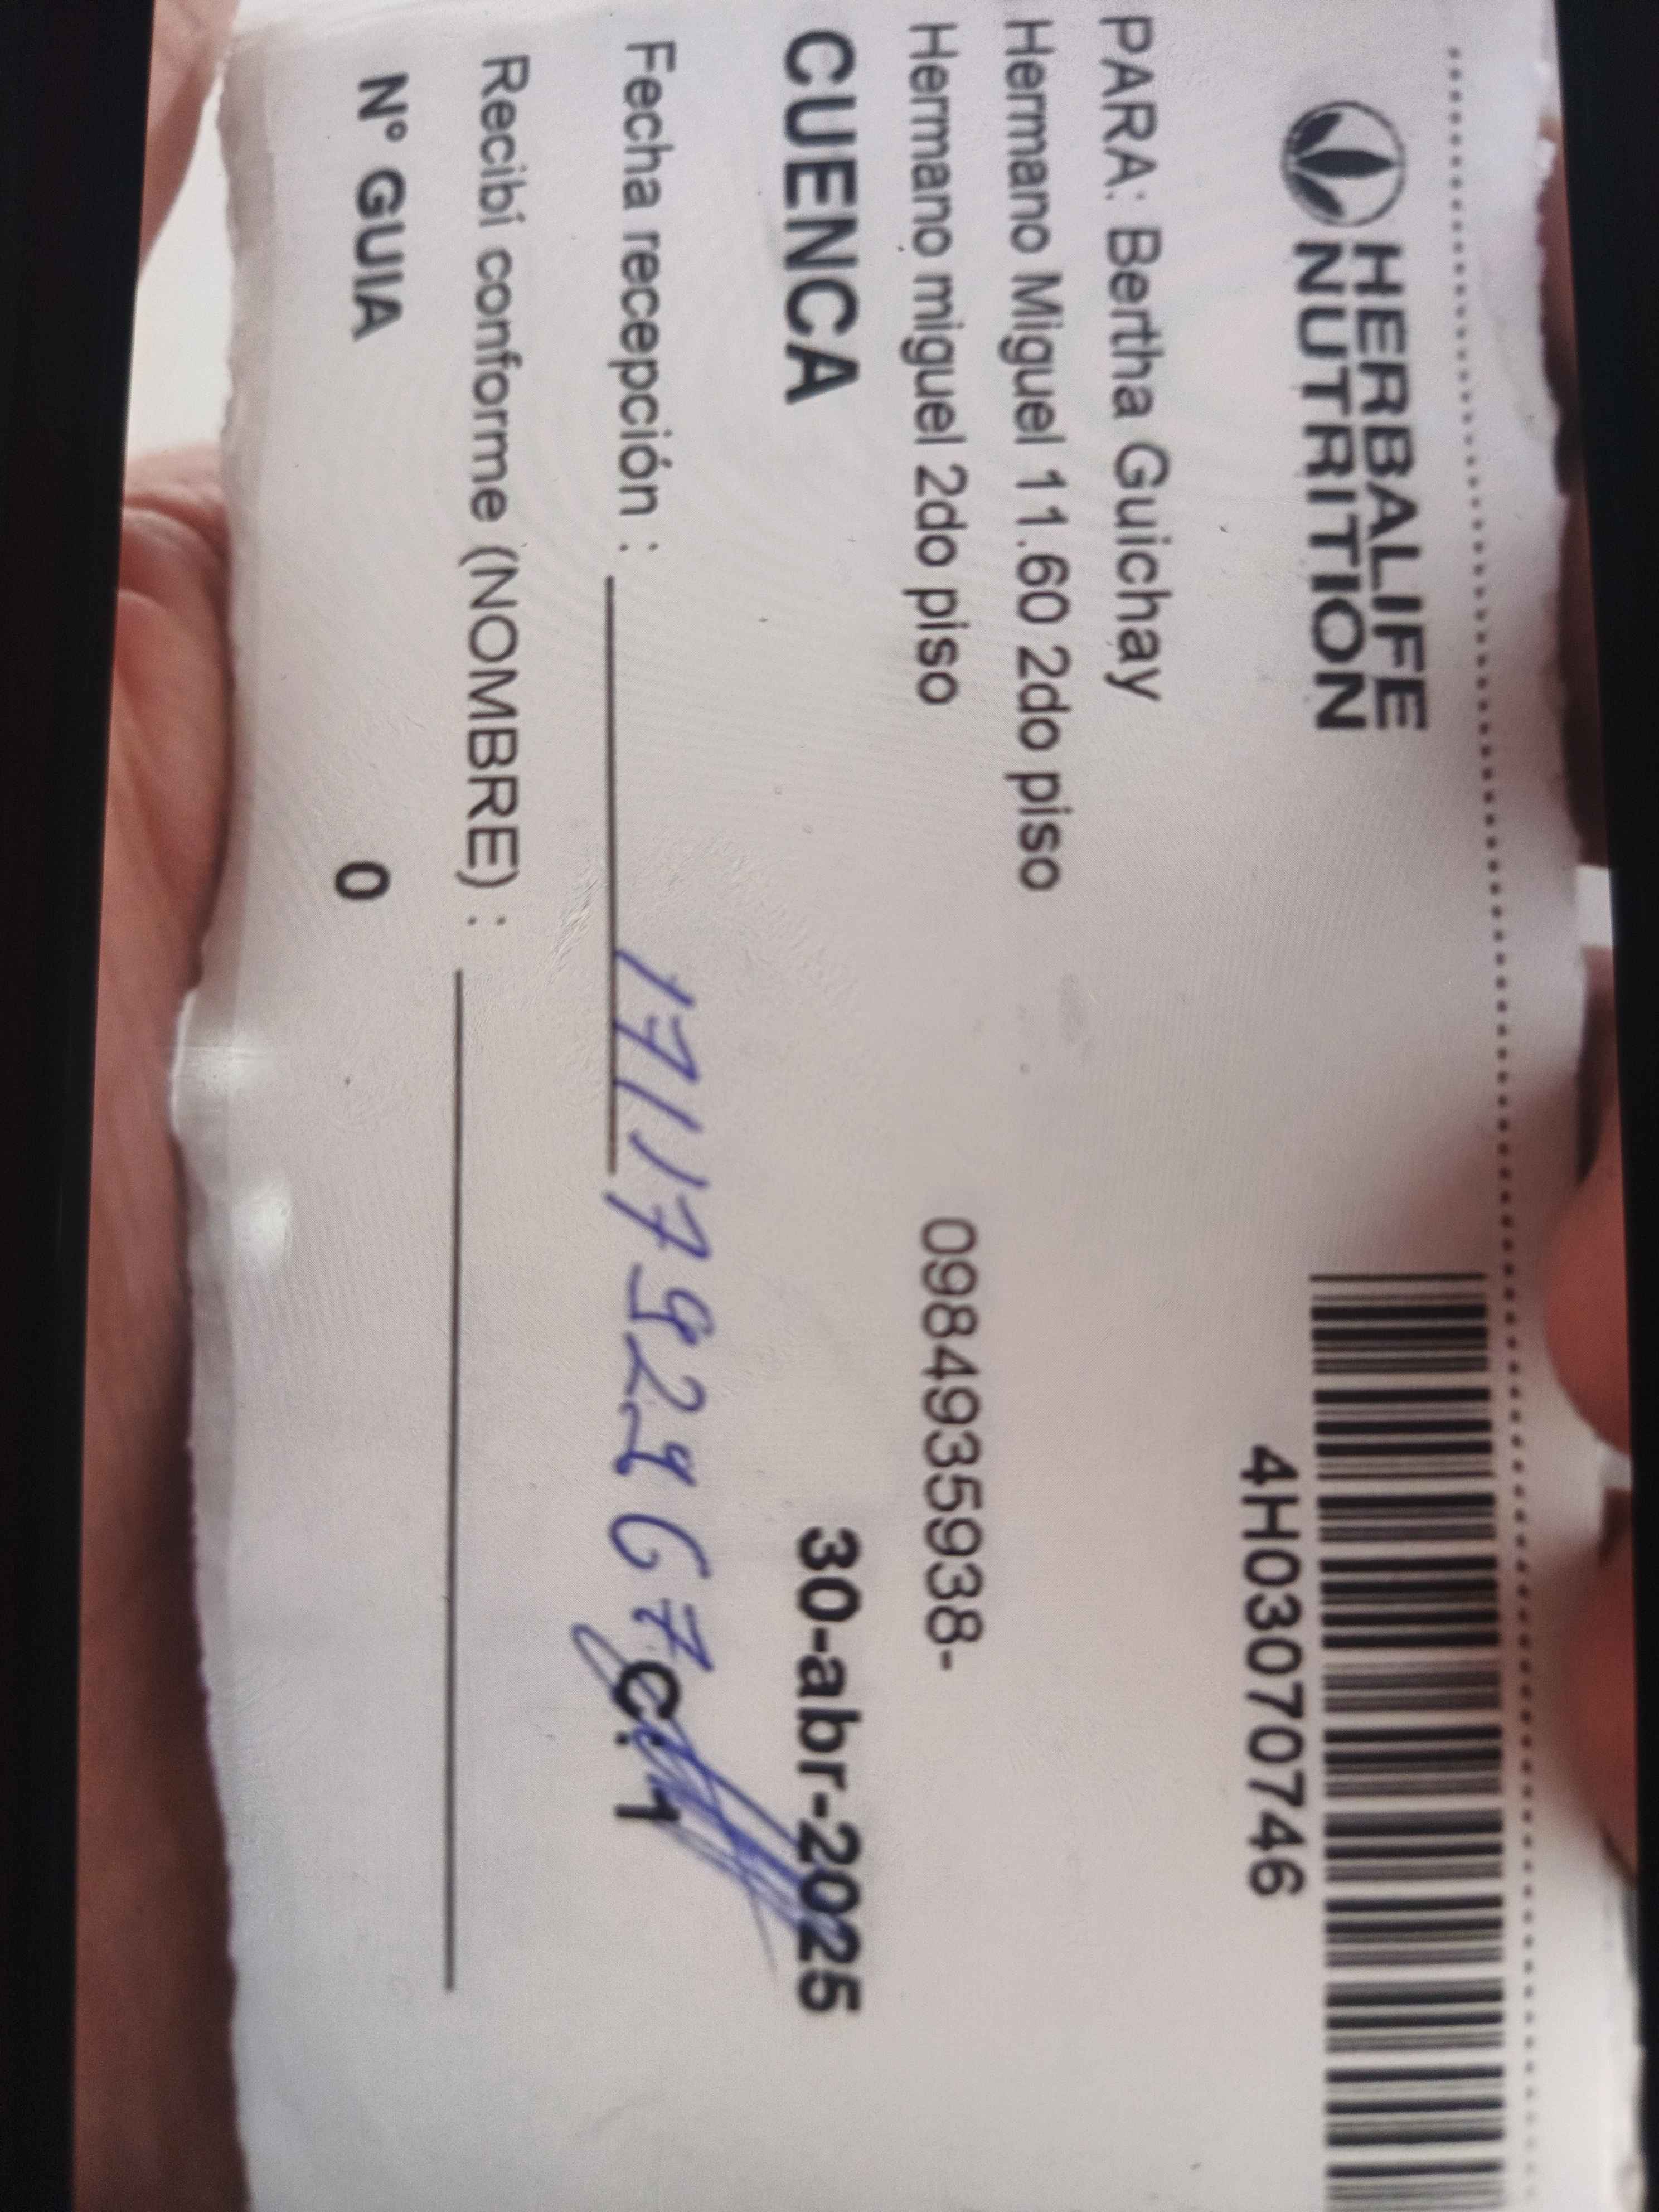 HERBALIFE
NUTRITION
4H03070746
PARA: Bertha Guichay
Hermano Miguel 11.60 2do piso
Hermano miguel 2do piso 0984935938-
CUENCA 30-abr-2025
Fecha recepción : C: 1
Recibí conforme (NOMBRE) :
N° GUIA 0